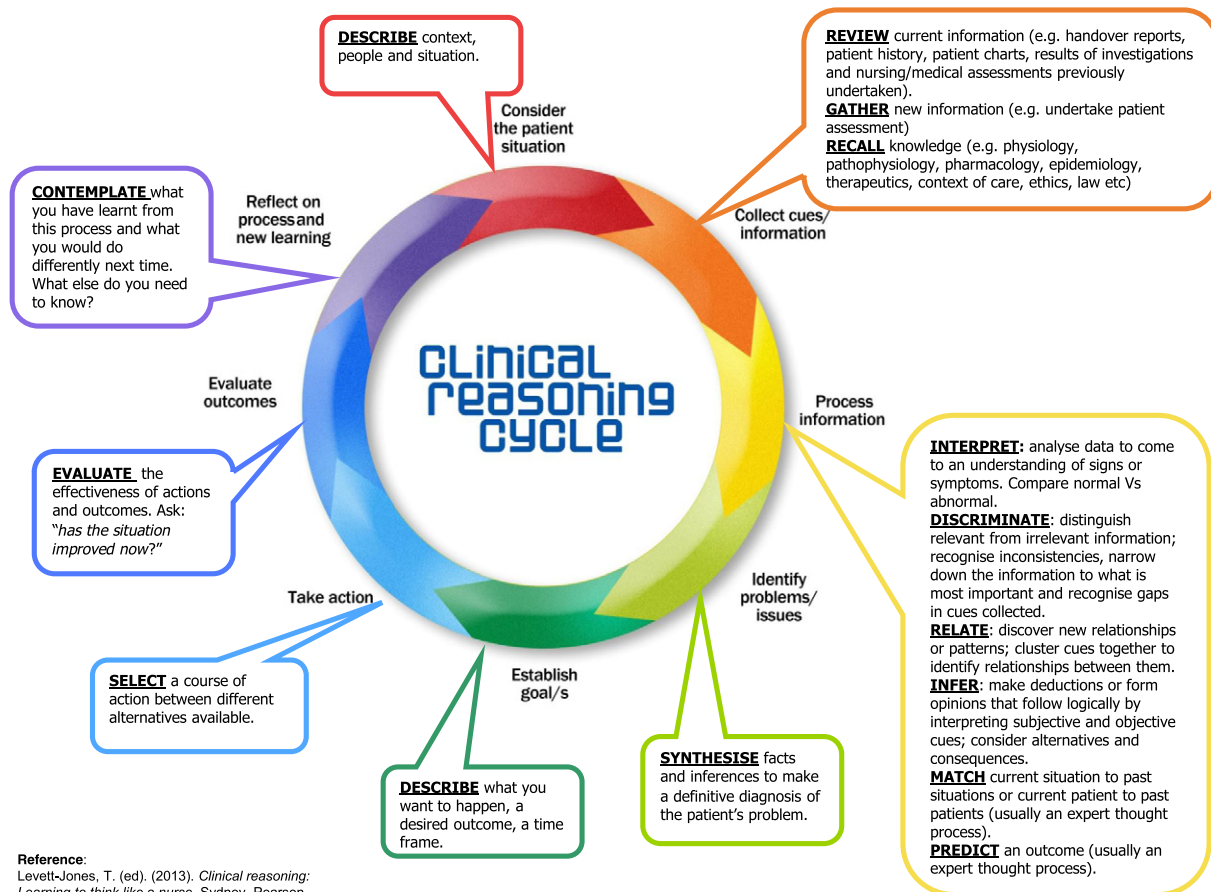 DESCRIBE context,
people and situation.
REVIEW current information (e.g. handover reports,
patient history, patient charts, results of investigations
and nursing/medical assessments previously
undertaken).
GATHER new information (e.g. undertake patient
assessment)
RECALL knowledge (e.g. physiology,
pathophysiology, pharmacology, epidemiology,
therapeutics, context of care, ethics, law etc)
Consider
the patient
situation
CONTEMPLATE what
you have learnt from
this process and what
you would do
differently next time.
What else do you need
to know?
Reflect on
process and
new learning
Collect cues/
information
CLINICAL
reasoning
CYCLE
Evaluate
outcomes
Process
information
EVALUATE the
effectiveness of actions
and outcomes. Ask:
“has the situation
improved now?”
INTERPRET: analyse data to come
to an understanding of signs or
symptoms. Compare normal Vs
abnormal.
DISCRIMINATE: distinguish
relevant from irrelevant information;
recognise inconsistencies, narrow
down the information to what is
most important and recognise gaps
in cues collected.
RELATE: discover new relationships
or patterns; cluster cues together to
identify relationships between them.
INFER: make deductions or form
opinions that follow logically by
interpreting subjective and objective
cues; consider alternatives and
consequences.
MATCH current situation to past
situations or current patient to past
patients (usually an expert thought
process).
PREDICT an outcome (usually an
expert thought process).
Take action
Identify
problems/
issues
SELECT a course of
action between different
alternatives available.
Establish
goal/s
DESCRIBE what you
want to happen, a
desired outcome, a time
frame.
SYNTHESISE facts
and inferences to make
a definitive diagnosis of
the patient’s problem.
Reference:
Levett-Jones, T. (ed). (2013). Clinical reasoning:
Learning to think like a nurse. Sydney, Pearson